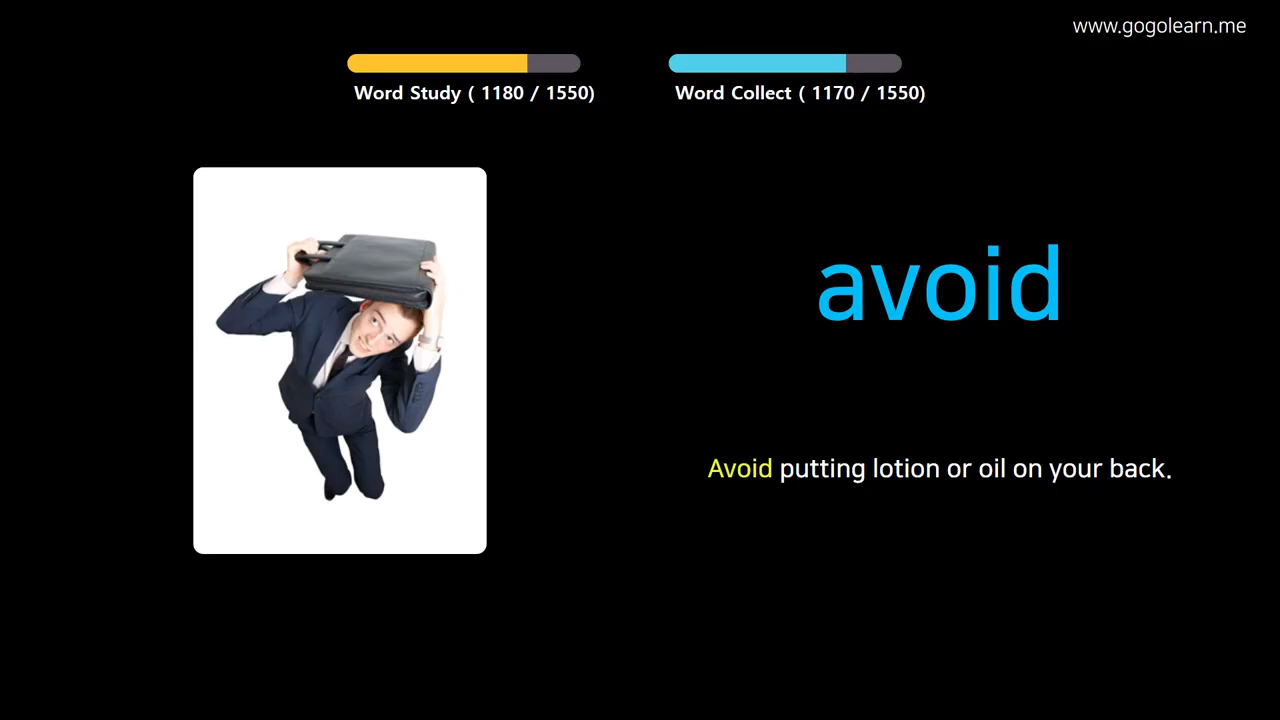 www.gogolearn.me
Word Study ( 1180 / 1550)
Word Collect ( 1170 / 1550)
avoid
Avoid putting lotion or oil on your back.